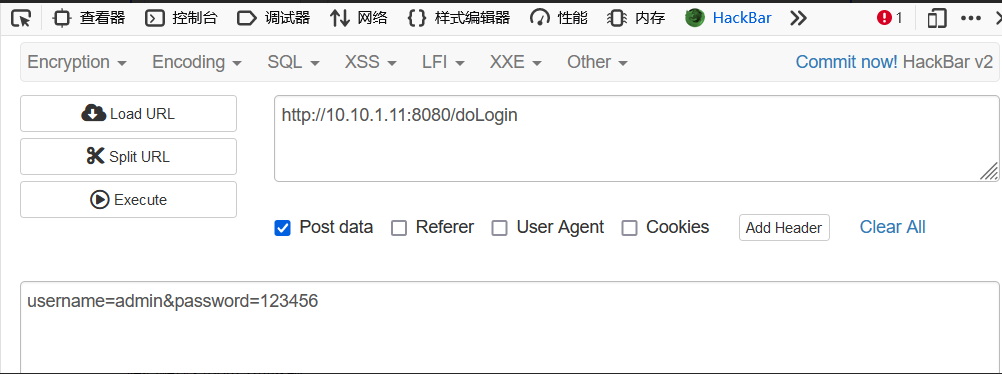 查看器 控制台 调试器 网络 样式编辑器 性能 内存 HackBar 1
Encryption Encoding SQL XSS LFI XXE Other Commit now! HackBar v2
Load URL
http://10.10.1.11:8080/doLogin
Split URL
Execute
Post data Referer User Agent Cookies Add Header Clear All
username=admin&password=123456